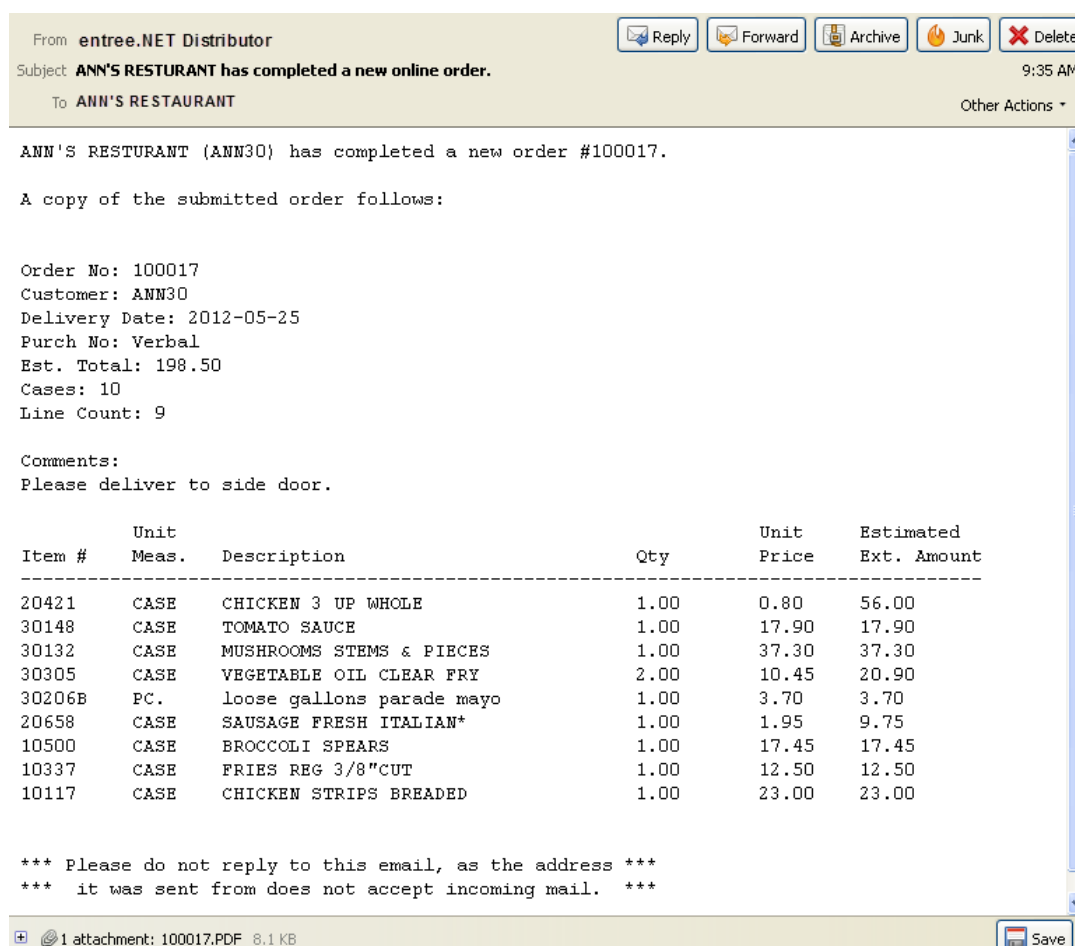 From entree.NET Distributor Reply Forward Archive Junk Delete
Subject ANN'S RESTURANT has completed a new online order. 9:35 AM
To ANN'S RESTAURANT Other Actions
ANN'S RESTURANT (ANN30) has completed a new order #100017.
A copy of the submitted order follows:
Order No: 100017
Customer: ANN30
Delivery Date: 2012-05-25
Purch No: Verbal
Est. Total: 198.50
Cases: 10
Line Count: 9
Comments:
Please deliver to side door.
Unit Unit Estimated
Item # Meas. Description Qty Price Ext. Amount
--------------------------------------------------------------------------------------
20421 CASE CHICKEN 3 UP WHOLE 1.00 0.80 56.00
30148 CASE TOMATO SAUCE 1.00 17.90 17.90
30132 CASE MUSHROOMS STEMS & PIECES 1.00 37.30 37.30
30305 CASE VEGETABLE OIL CLEAR FRY 2.00 10.45 20.90
30206B PC. loose gallons parade mayo 1.00 3.70 3.70
20658 CASE SAUSAGE FRESH ITALIAN* 1.00 1.95 9.75
10500 CASE BROCCOLI SPEARS 1.00 17.45 17.45
10337 CASE FRIES REG 3/8"CUT 1.00 12.50 12.50
10117 CASE CHICKEN STRIPS BREADED 1.00 23.00 23.00
*** Please do not reply to this email, as the address ***
*** it was sent from does not accept incoming mail. ***
1 attachment: 100017.PDF 8.1 KB Save